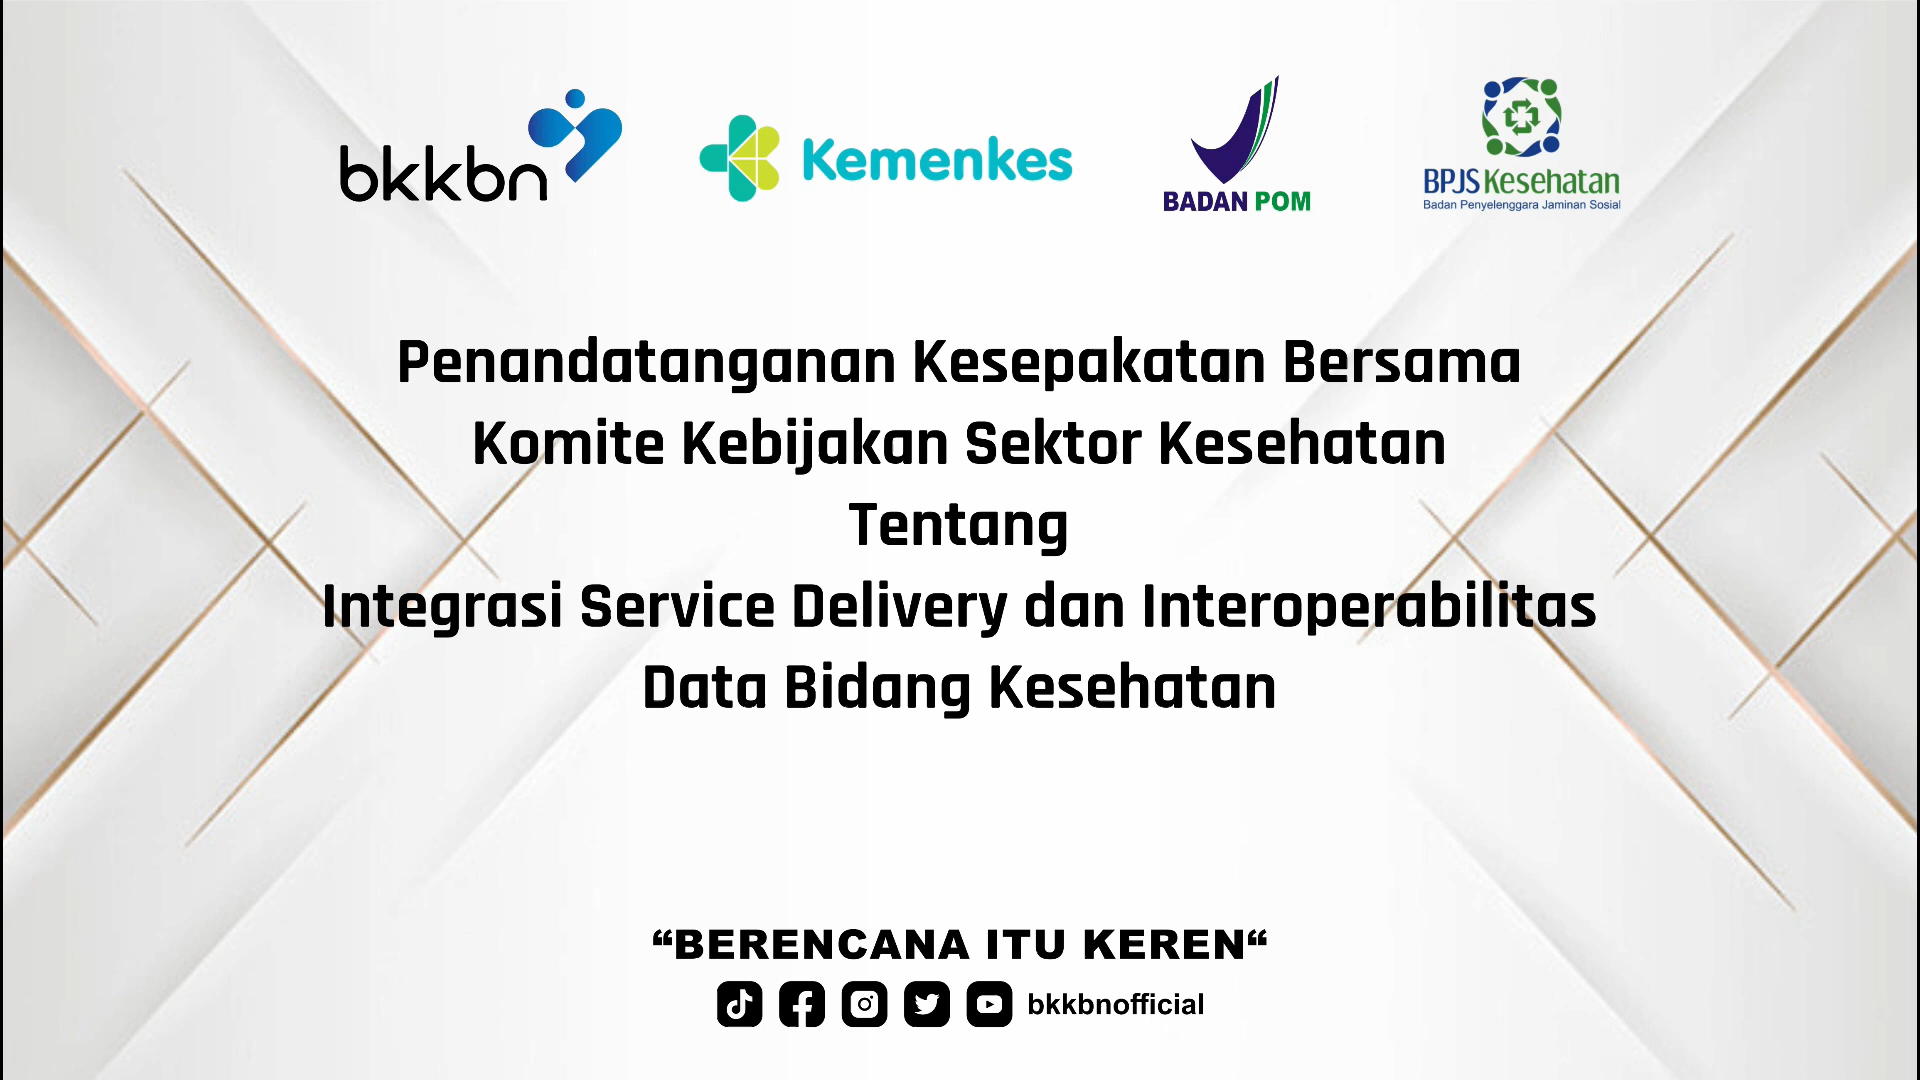 bkkbn
Kemenkes
BADAN POM
BPJS Kesehatan
Badan Penyelenggara Jaminan Sosial
Penandatanganan Kesepakatan Bersama
Komite Kebijakan Sektor Kesehatan
Tentang
Integrasi Service Delivery dan Interoperabilitas
Data Bidang Kesehatan
“BERENCANA ITU KEREN“
bkkbnofficial